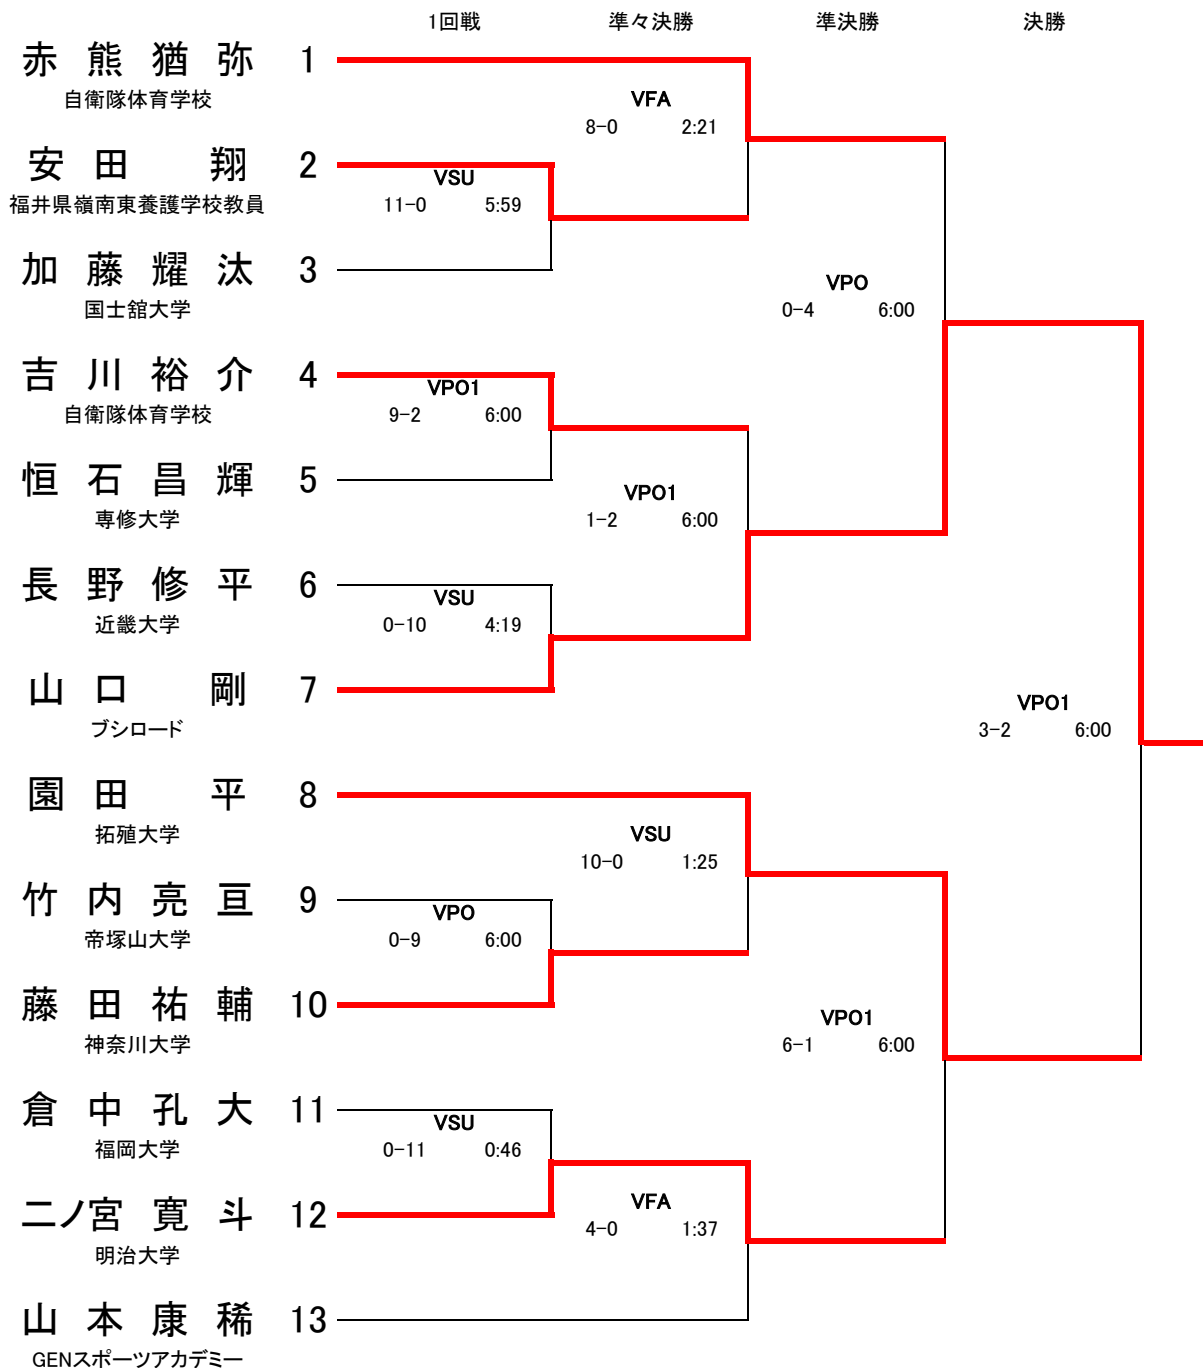 1回戦 準々決勝 準決勝 決勝
赤熊猶弥 1
自衛隊体育学校
VFA
8-0 2:21
安田 翔 2
福井県嶺南東養護学校教員
VSU
11-0 5:59
加藤耀汰 3
国士舘大学
VPO
0-4 6:00
吉川裕介 4
自衛隊体育学校
VPO1
9-2 6:00
恒石昌輝 5
専修大学
VPO1
1-2 6:00
長野修平 6
近畿大学
VSU
0-10 4:19
山口 剛 7
ブシロード
VPO1
3-2 6:00
園田 平 8
拓殖大学
VSU
10-0 1:25
竹内亮亘 9
帝塚山大学
VPO
0-9 6:00
藤田祐輔 10
神奈川大学
VPO1
6-1 6:00
倉中孔大 11
福岡大学
VSU
0-11 0:46
二ノ宮寛斗 12
明治大学
VFA
4-0 1:37
山本康稀 13
GENスポーツアカデミー